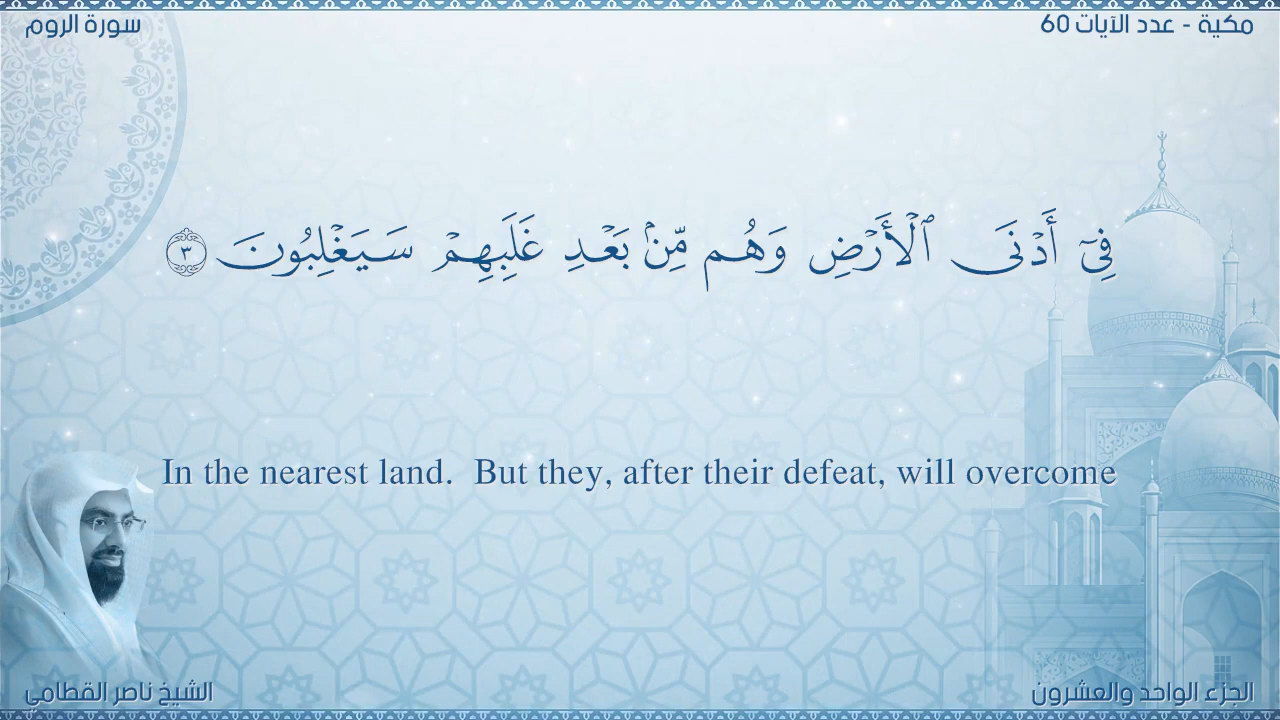 سورة الروم
مكية - عدد الآيات 60
فِىٓ أَدْنَى ٱلْأَرْضِ وَهُم مِّنۢ بَعْدِ غَلَبِهِمْ سَيَغْلِبُونَ ٣
In the nearest land. But they, after their defeat, will overcome
الشيخ ناصر القطامي
الجزء الواحد والعشرون